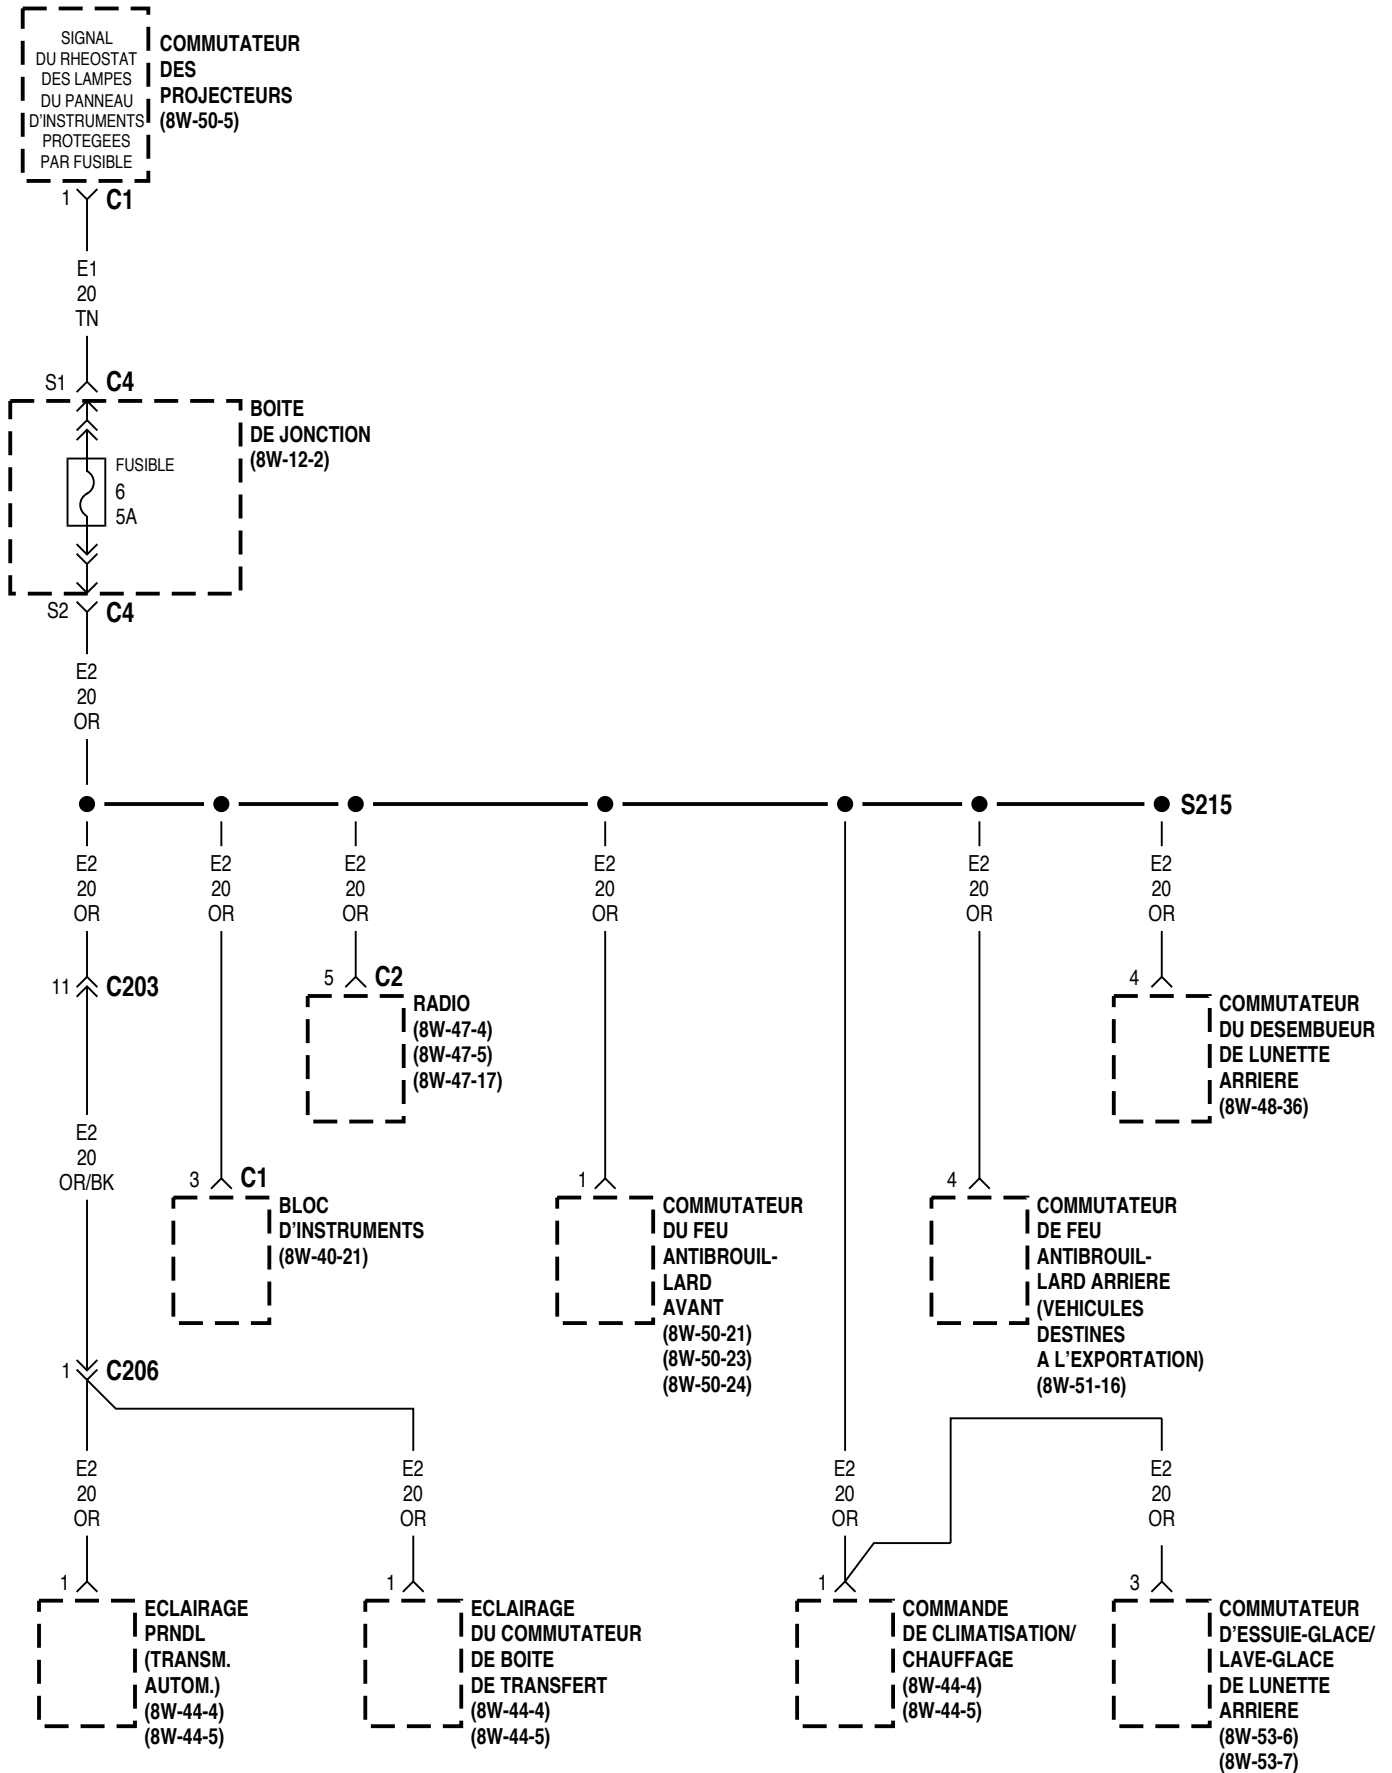 SIGNAL
DU RHEOSTAT
DES LAMPES
DU PANNEAU
D'INSTRUMENTS
PROTEGEES
PAR FUSIBLE
COMMUTATEUR
DES
PROJECTEURS
(8W-50-5)
1 C1
E1
20
TN
S1 C4
BOITE
DE JONCTION
(8W-12-2)
FUSIBLE
6
5A
S2 C4
E2
20
OR
S215
E2 E2 E2 E2 E2 E2
20 20 20 20 20 20
OR OR OR OR OR OR
11 C203
5 C2
RADIO
(8W-47-4)
(8W-47-5)
(8W-47-17)
4
COMMUTATEUR
DU DESEMBUEUR
DE LUNETTE
ARRIERE
(8W-48-36)
E2
20
OR/BK
3 C1
BLOC
D'INSTRUMENTS
(8W-40-21)
1
COMMUTATEUR
DU FEU
ANTIBROUIL-
LARD
AVANT
(8W-50-21)
(8W-50-23)
(8W-50-24)
4
COMMUTATEUR
DE FEU
ANTIBROUIL-
LARD ARRIERE
(VEHICULES
DESTINES
A L'EXPORTATION)
(8W-51-16)
1 C206
E2 E2 E2 E2
20 20 20 20
OR OR OR OR
1
ECLAIRAGE
PRNDL
(TRANSM.
AUTOM.)
(8W-44-4)
(8W-44-5)
1
ECLAIRAGE
DU COMMUTATEUR
DE BOITE
DE TRANSFERT
(8W-44-4)
(8W-44-5)
1
COMMANDE
DE CLIMATISATION/
CHAUFFAGE
(8W-44-4)
(8W-44-5)
3
COMMUTATEUR
D'ESSUIE-GLACE/
LAVE-GLACE
DE LUNETTE
ARRIERE
(8W-53-6)
(8W-53-7)